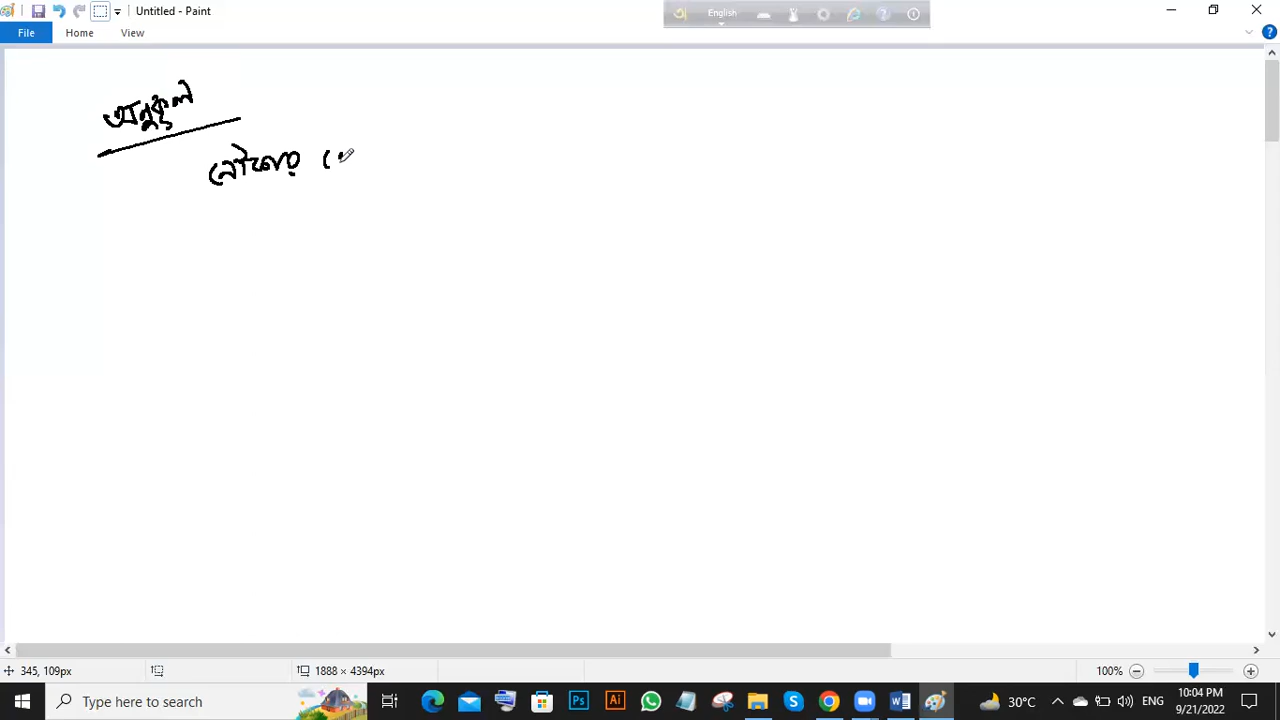 Untitled - Paint
English
File
Home
View
অনুকূল
নৌকার
345, 109px
1888 × 4394px
100%
Type here to search
30°C
ENG
10:04 PM
9/21/2022